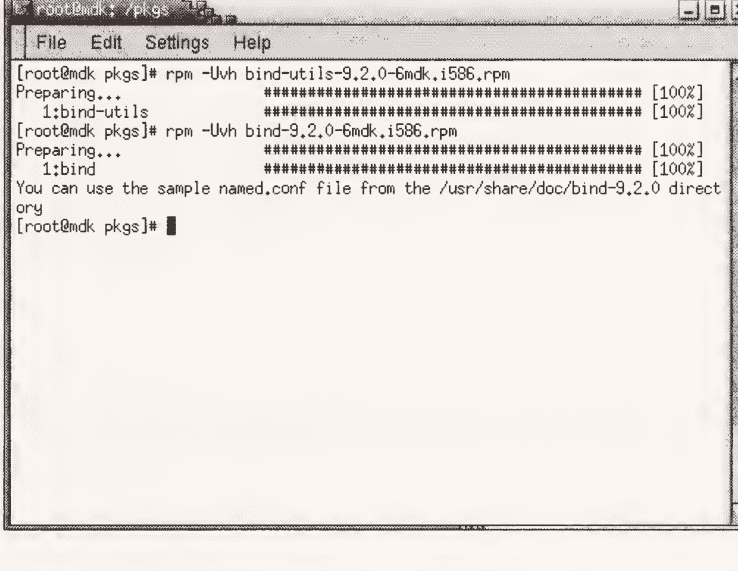 root@mdk: /pkgs
File Edit Settings Help
[root@mdk pkgs]# rpm -Uvh bind-utils-9.2.0-6mdk.i586.rpm
Preparing... ########################################### [100%]
1:bind-utils ########################################### [100%]
[root@mdk pkgs]# rpm -Uvh bind-9.2.0-6mdk.i586.rpm
Preparing... ########################################### [100%]
1:bind ########################################### [100%]
You can use the sample named.conf file from the /usr/share/doc/bind-9.2.0 direct
ory
[root@mdk pkgs]#